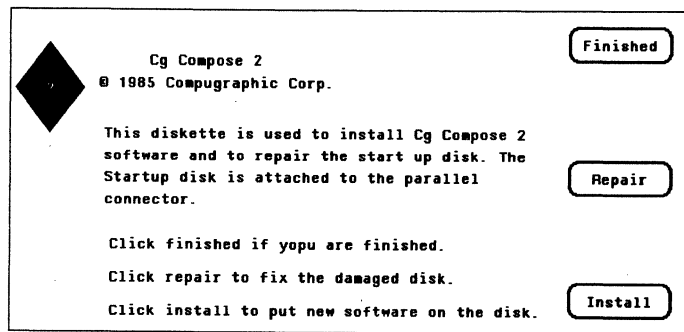 Cg Compose 2
© 1985 Compugraphic Corp.
Finished
This diskette is used to install Cg Compose 2
software and to repair the start up disk. The
Startup disk is attached to the parallel
connector.
Repair
Click finished if yopu are finished.
Click repair to fix the damaged disk.
Click install to put new software on the disk.
Install